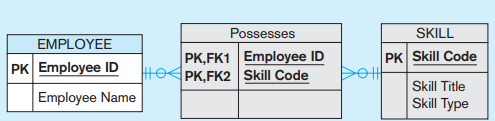 EMPLOYEE
PK Employee ID
Employee Name
Possesses
PK,FK1 Employee ID
PK,FK2 Skill Code
SKILL
PK Skill Code
Skill Title
Skill Type